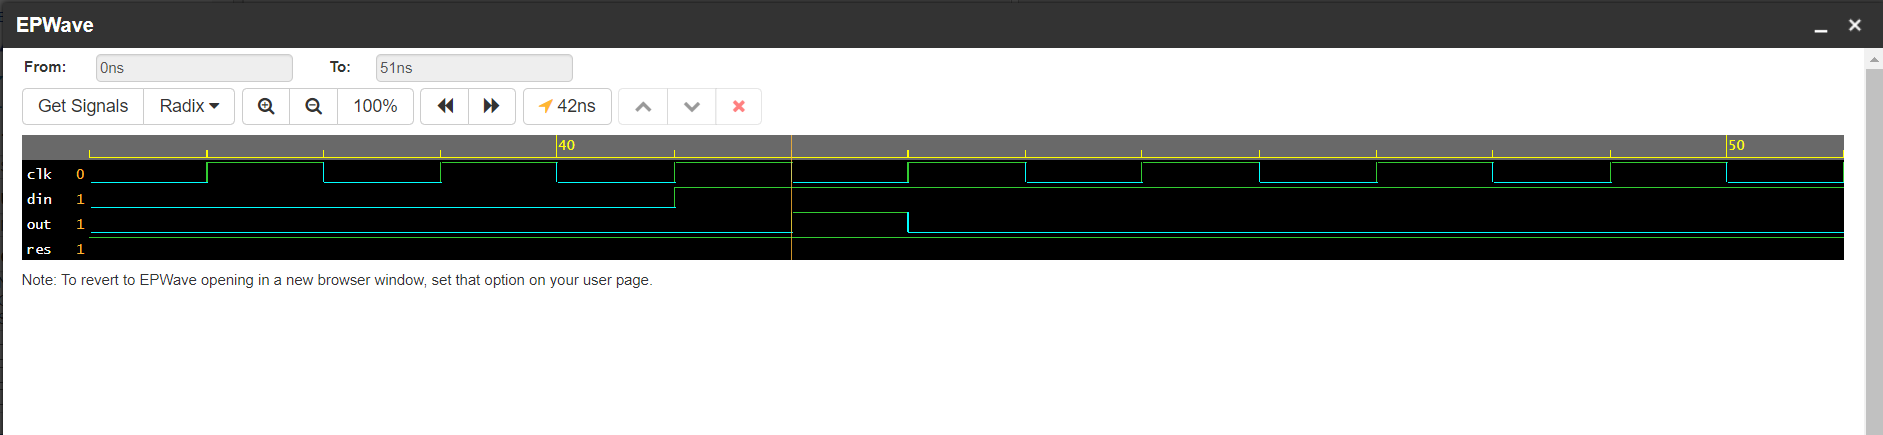 EPWave
From: 0ns To: 51ns
Get Signals Radix 100% 42ns
40 50
clk 0
din 1
out 1
res 1
Note: To revert to EPWave opening in a new browser window, set that option on your user page.